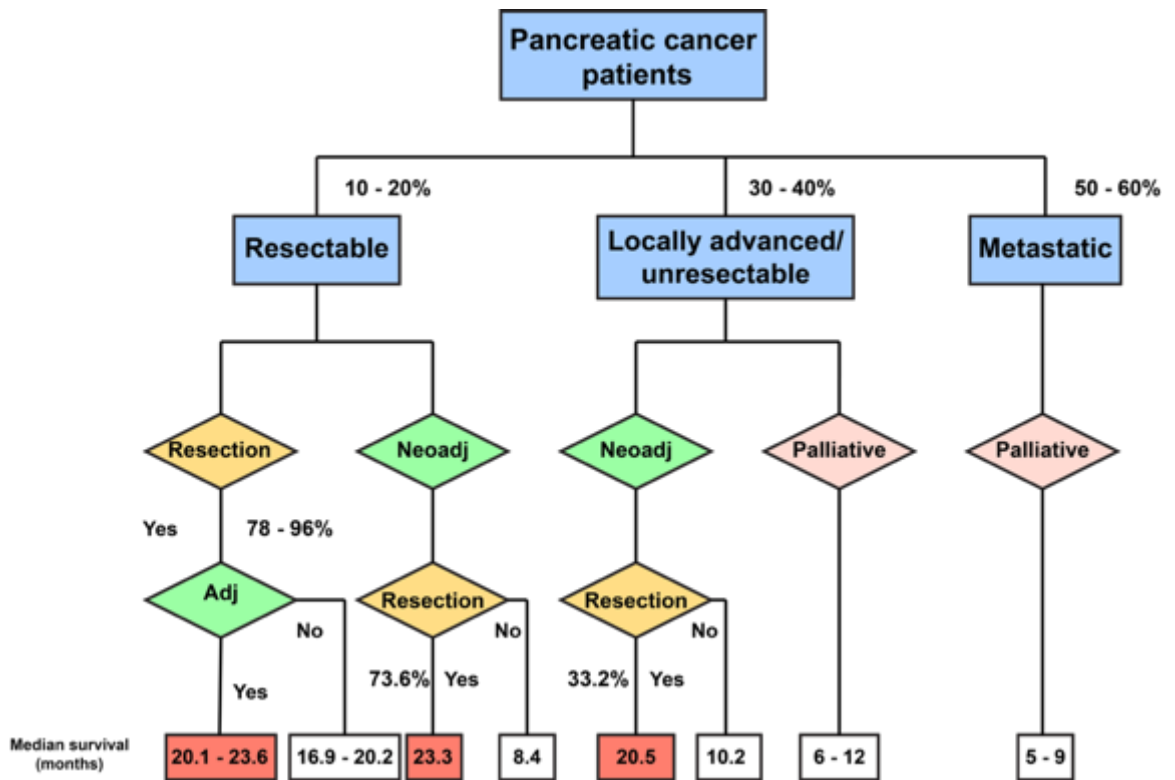 Pancreatic cancer
patients
10 - 20%
30 - 40%
50 - 60%
Resectable
Locally advanced/
unresectable
Metastatic
Resection
Neoadj
Neoadj
Palliative
Palliative
Yes
78 - 96%
Adj
Resection
Resection
No
No
No
Yes
73.6%
Yes
33.2%
Yes
Median survival
(months)
20.1 - 23.6
16.9 - 20.2
23.3
8.4
20.5
10.2
6 - 12
5 - 9